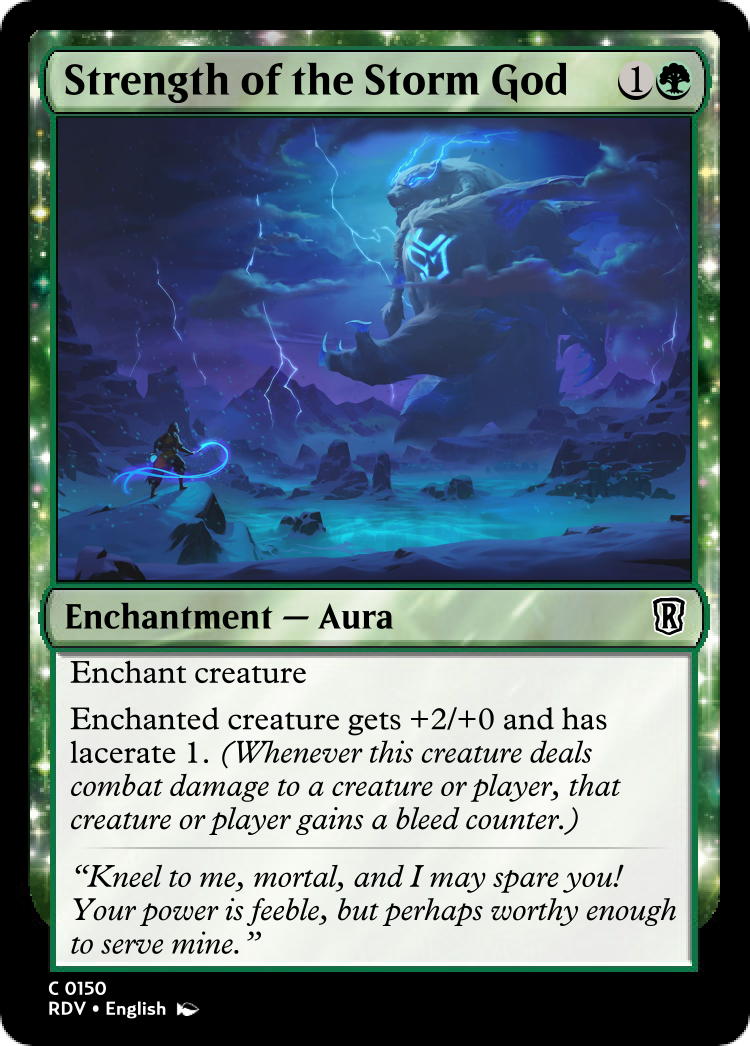 Strength of the Storm God 1
Enchantment — Aura R
Enchant creature
Enchanted creature gets +2/+0 and has
lacerate 1. (Whenever this creature deals
combat damage to a creature or player, that
creature or player gains a bleed counter.)
“Kneel to me, mortal, and I may spare you!
Your power is feeble, but perhaps worthy enough
to serve mine.”
C 0150
RDV • English